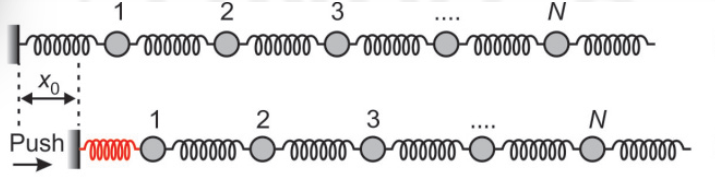 1 2 3 .... N
x₀
1 2 3 .... N
Push